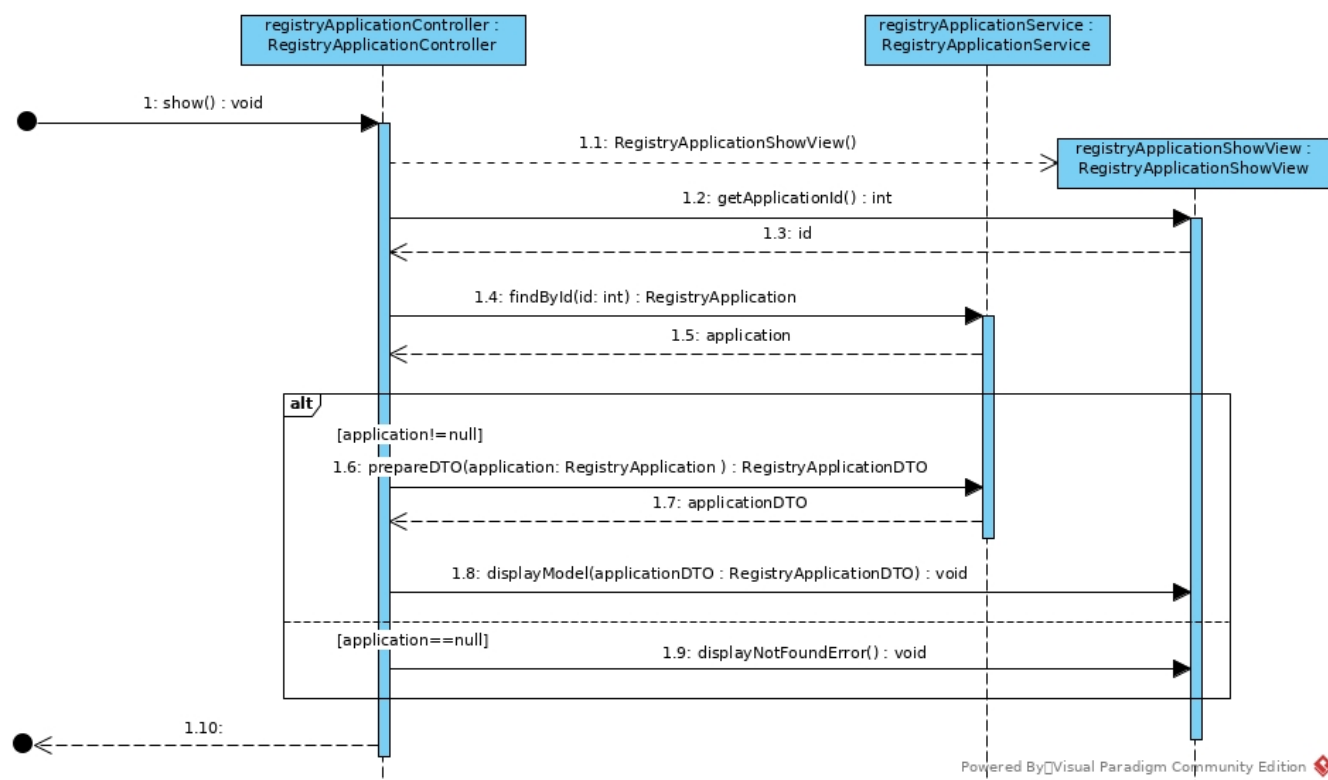 registryApplicationController :
RegistryApplicationController
registryApplicationService :
RegistryApplicationService
1: show() : void
1.1: RegistryApplicationShowView()
registryApplicationShowView :
RegistryApplicationShowView
1.2: getApplicationId() : int
1.3: id
1.4: findById(id: int) : RegistryApplication
1.5: application
alt
[application!=null]
1.6: prepareDTO(application: RegistryApplication ) : RegistryApplicationDTO
1.7: applicationDTO
1.8: displayModel(applicationDTO : RegistryApplicationDTO) : void
[application==null]
1.9: displayNotFoundError() : void
1.10:
Powered By Visual Paradigm Community Edition